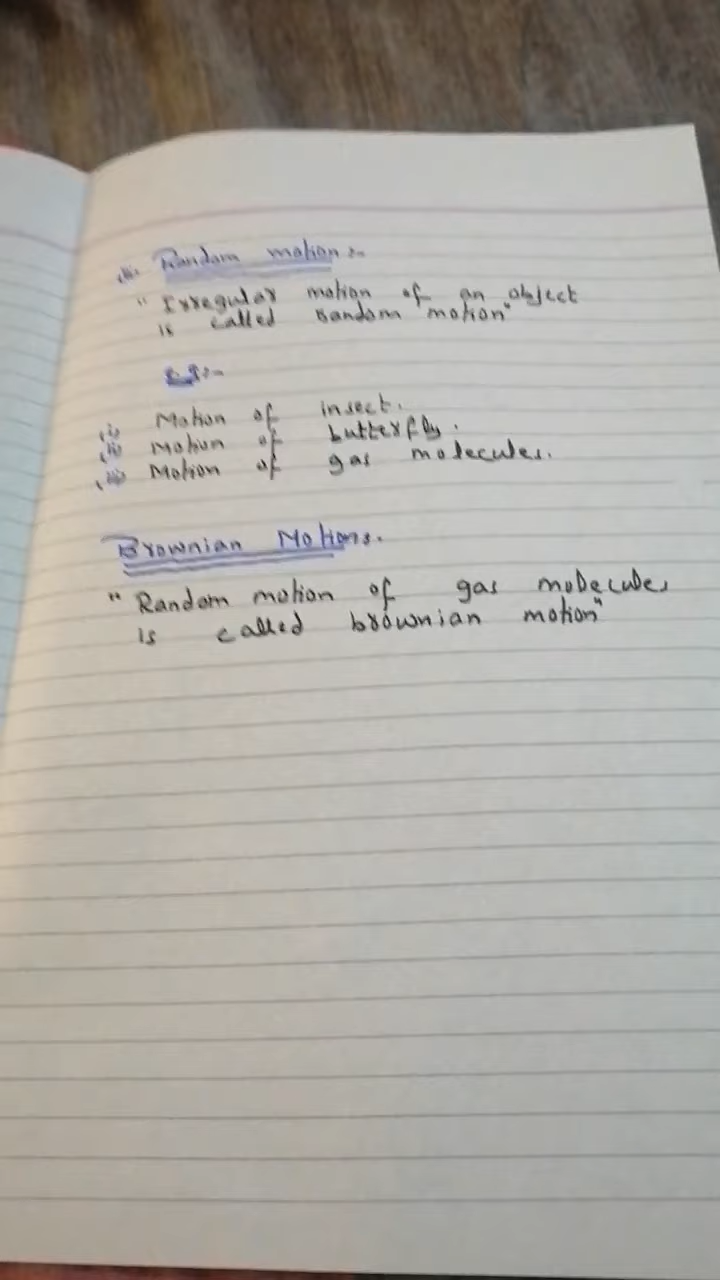 (iii) Random motion:-
"Irregular motion of an object
is called random motion"
e.g:-
(i) Motion of insect.
(ii) Motion of butterfly.
(iii) Motion of gas molecules.
Brownian Motions.
"Random motion of gas molecules
is called brownian motion"